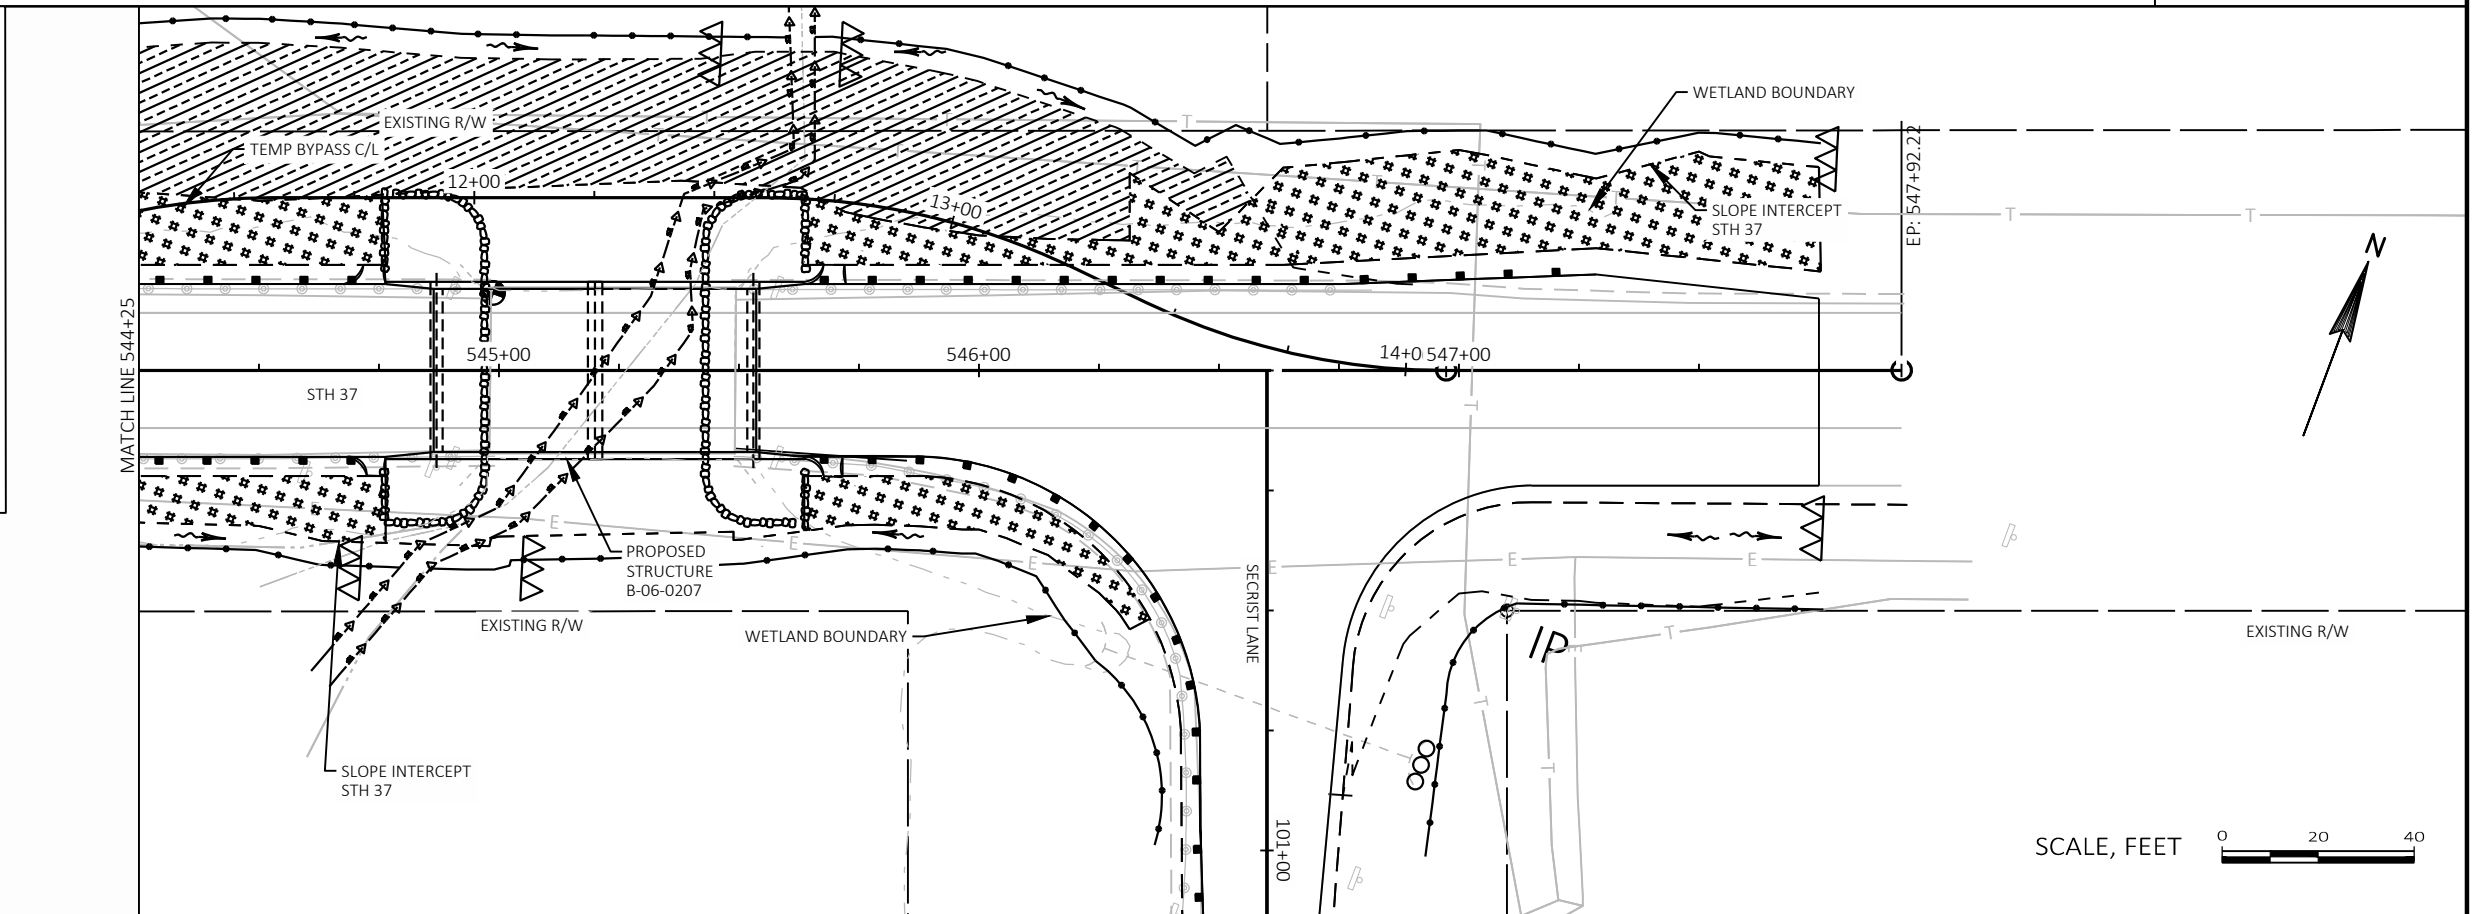 WETLAND BOUNDARY
T
EXISTING R/W
TEMP BYPASS C/L
12+00
13+00
SLOPE INTERCEPT
STH 37
T
T
EP: 547+92.22
N
MATCH LINE 544+25
545+00
546+00
14+0
547+00
STH 37
T
E
E
E
E
E
E
PROPOSED
STRUCTURE
B-06-0207
EXISTING R/W
WETLAND BOUNDARY
SECRIST LANE
T
IP
EXISTING R/W
T
T
SLOPE INTERCEPT
STH 37
101+00
SCALE, FEET
0
20
40